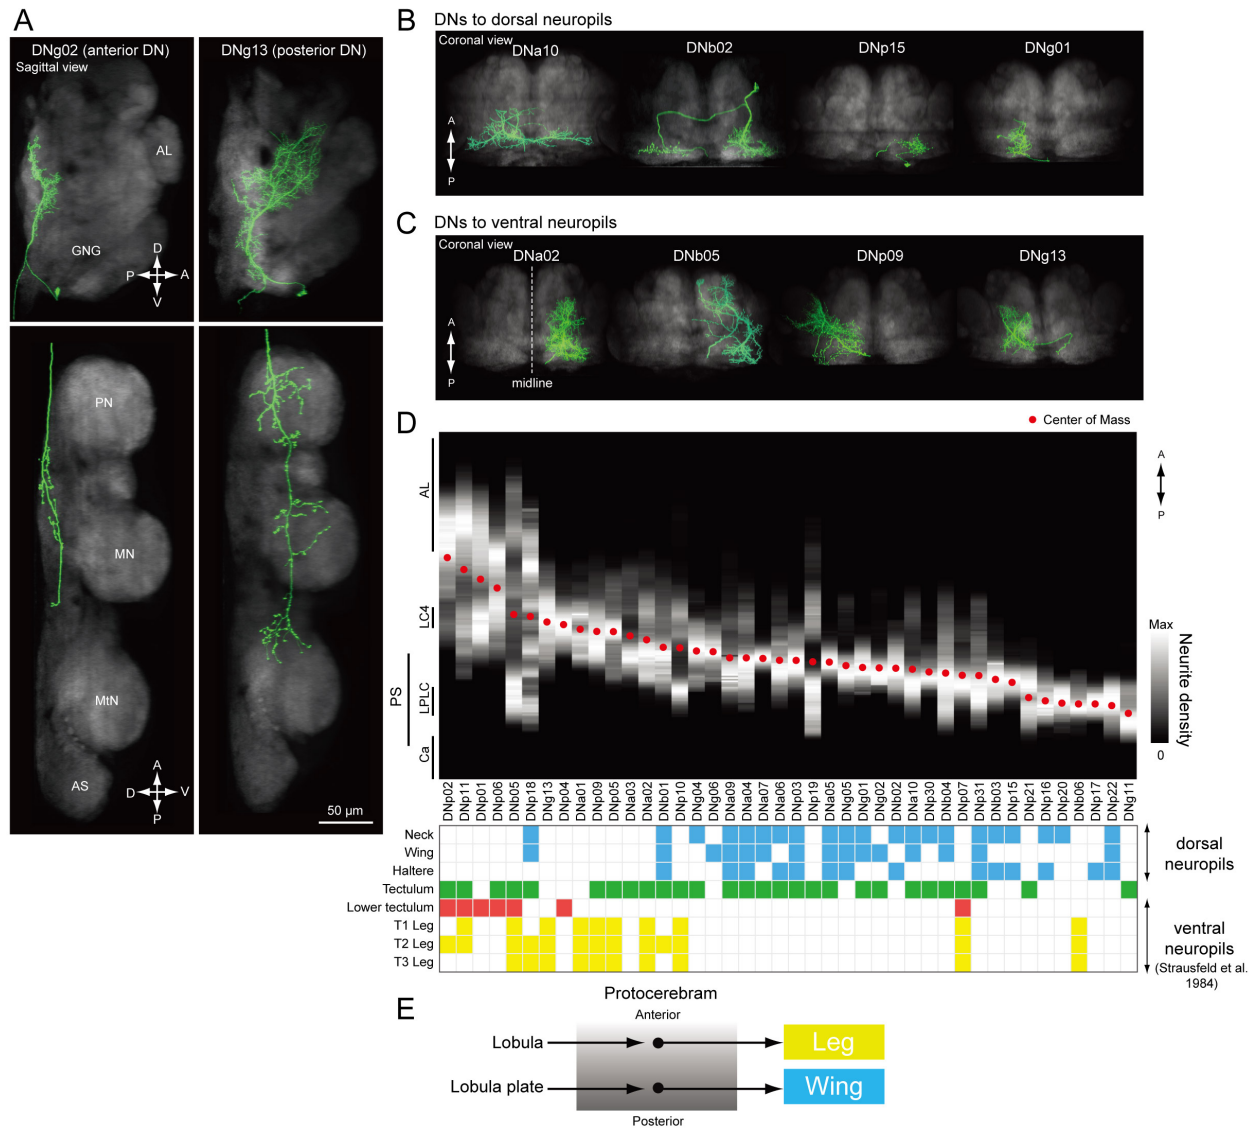 A
DNg02 (anterior DN)
DNg13 (posterior DN)
Sagittal view
AL
GNG
D
P
A
V
PN
MN
MtN
AS
A
D
V
P
50 µm
B DNs to dorsal neuropils
Coronal view
DNa10
DNb02
DNp15
DNg01
A
P
C DNs to ventral neuropils
Coronal view
DNa02
DNb05
DNp09
DNg13
A
P
midline
D
Center of Mass
AL
LC4
PS
LPLC
Ca
A
P
Max
0
Neurite density
DNp02
DNp11
DNp01
DNp06
DNb05
DNp18
DNg13
DNp04
DNa01
DNp09
DNp05
DNa03
DNa02
DNb01
DNp10
DNg04
DNg06
DNa09
DNa04
DNa07
DNa06
DNp03
DNp19
DNa05
DNg05
DNg01
DNg02
DNb02
DNa10
DNp30
DNb04
DNp07
DNp31
DNb03
DNp15
DNp21
DNp16
DNp20
DNb06
DNp17
DNp22
DNg11
Neck
Wing
Haltere
Tectulum
Lower tectulum
T1 Leg
T2 Leg
T3 Leg
dorsal
neuropils
ventral
neuropils
(Strausfeld et al.
1984)
E
Protocerebram
Anterior
Lobula
Leg
Lobula plate
Wing
Posterior